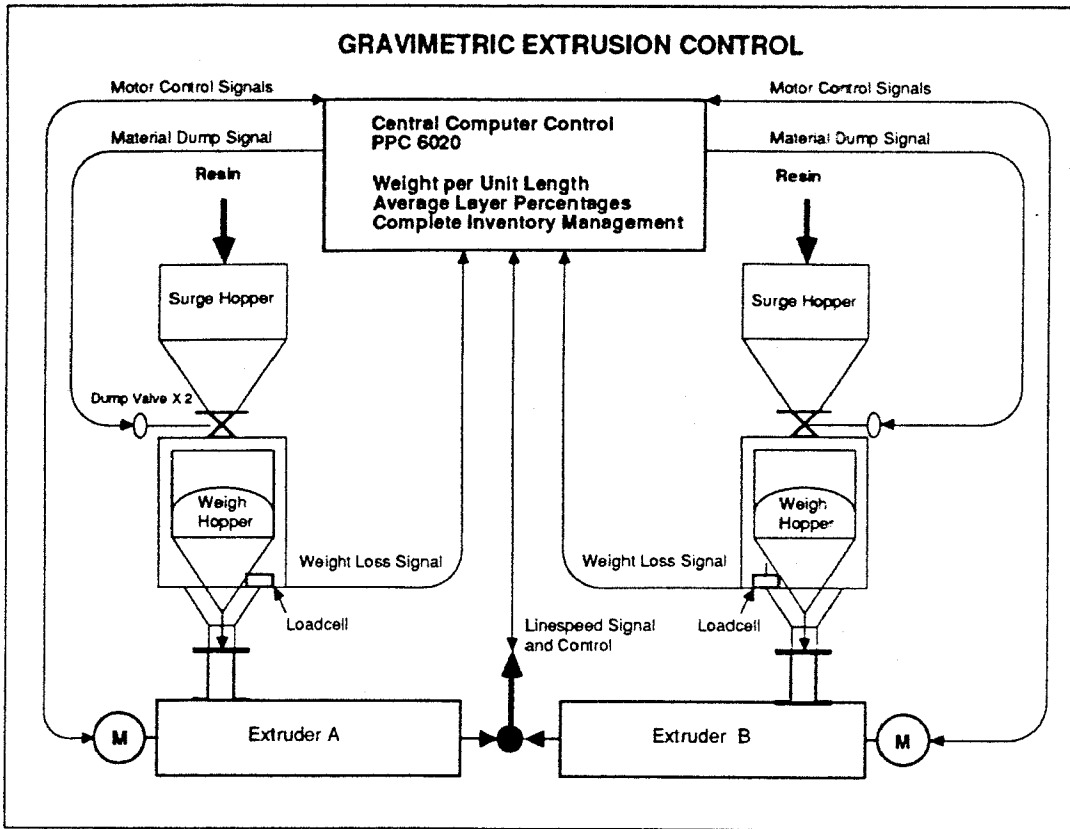 GRAVIMETRIC EXTRUSION CONTROL
Motor Control Signals
Motor Control Signals
Central Computer Control
PPC 6020
Material Dump Signal
Material Dump Signal
Resin
Resin
Weight per Unit Length
Average Layer Percentages
Complete Inventory Management
Surge Hopper
Surge Hopper
Dump Valve X 2
Weigh
Hopper
Weigh
Hopper
Weight Loss Signal
Weight Loss Signal
Loadcell
Linespeed Signal
and Control
Loadcell
M
Extruder A
Extruder B
M